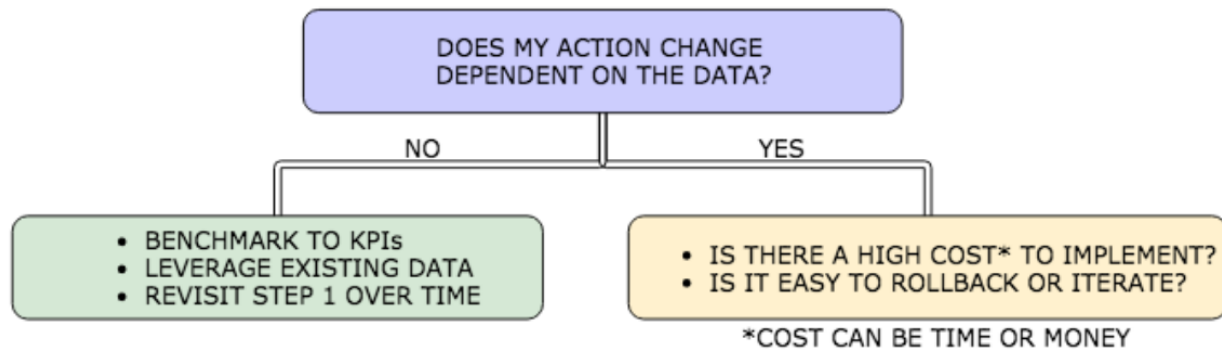 DOES MY ACTION CHANGE
DEPENDENT ON THE DATA?
NO
YES
• BENCHMARK TO KPIs
• LEVERAGE EXISTING DATA
• REVISIT STEP 1 OVER TIME
• IS THERE A HIGH COST* TO IMPLEMENT?
• IS IT EASY TO ROLLBACK OR ITERATE?
*COST CAN BE TIME OR MONEY